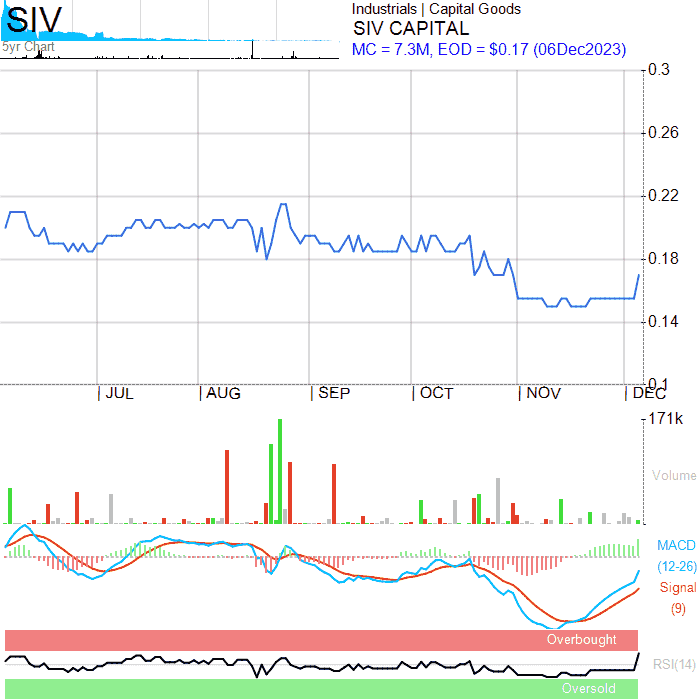 SIV
5yr Chart
Industrials | Capital Goods
SIV CAPITAL
MC = 7.3M, EOD = $0.17 (06Dec2023)
0.3
0.26
0.22
0.18
0.14
0.1
JUL
AUG
SEP
OCT
NOV
DEC
171k
Volume
MACD
(12-26)
Signal
(9)
Overbought
RSI(14)
Oversold